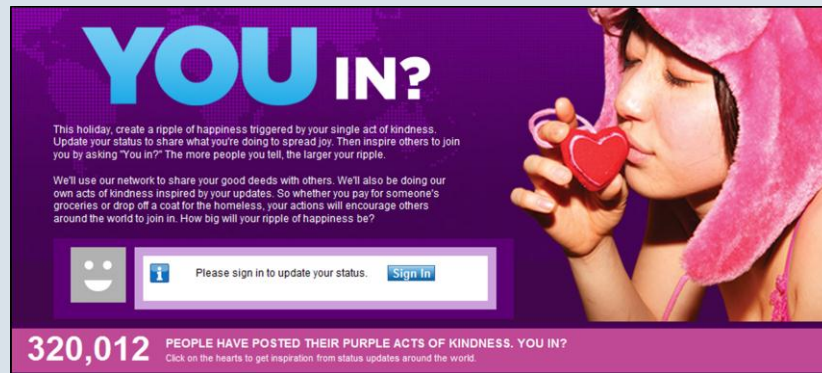 YOU IN?
This holiday, create a ripple of happiness triggered by your single act of kindness.
Update your status to share what you're doing to spread joy. Then inspire others to join
you by asking "You in?" The more people you tell, the larger your ripple.
We'll use our network to share your good deeds with others. We'll also be doing our
own acts of kindness inspired by your updates. So whether you pay for someone's
groceries or drop off a coat for the homeless, your actions will encourage others
around the world to join in. How big will your ripple of happiness be?
i Please sign in to update your status. Sign In
320,012 PEOPLE HAVE POSTED THEIR PURPLE ACTS OF KINDNESS. YOU IN?
Click on the hearts to get inspiration from status updates around the world.